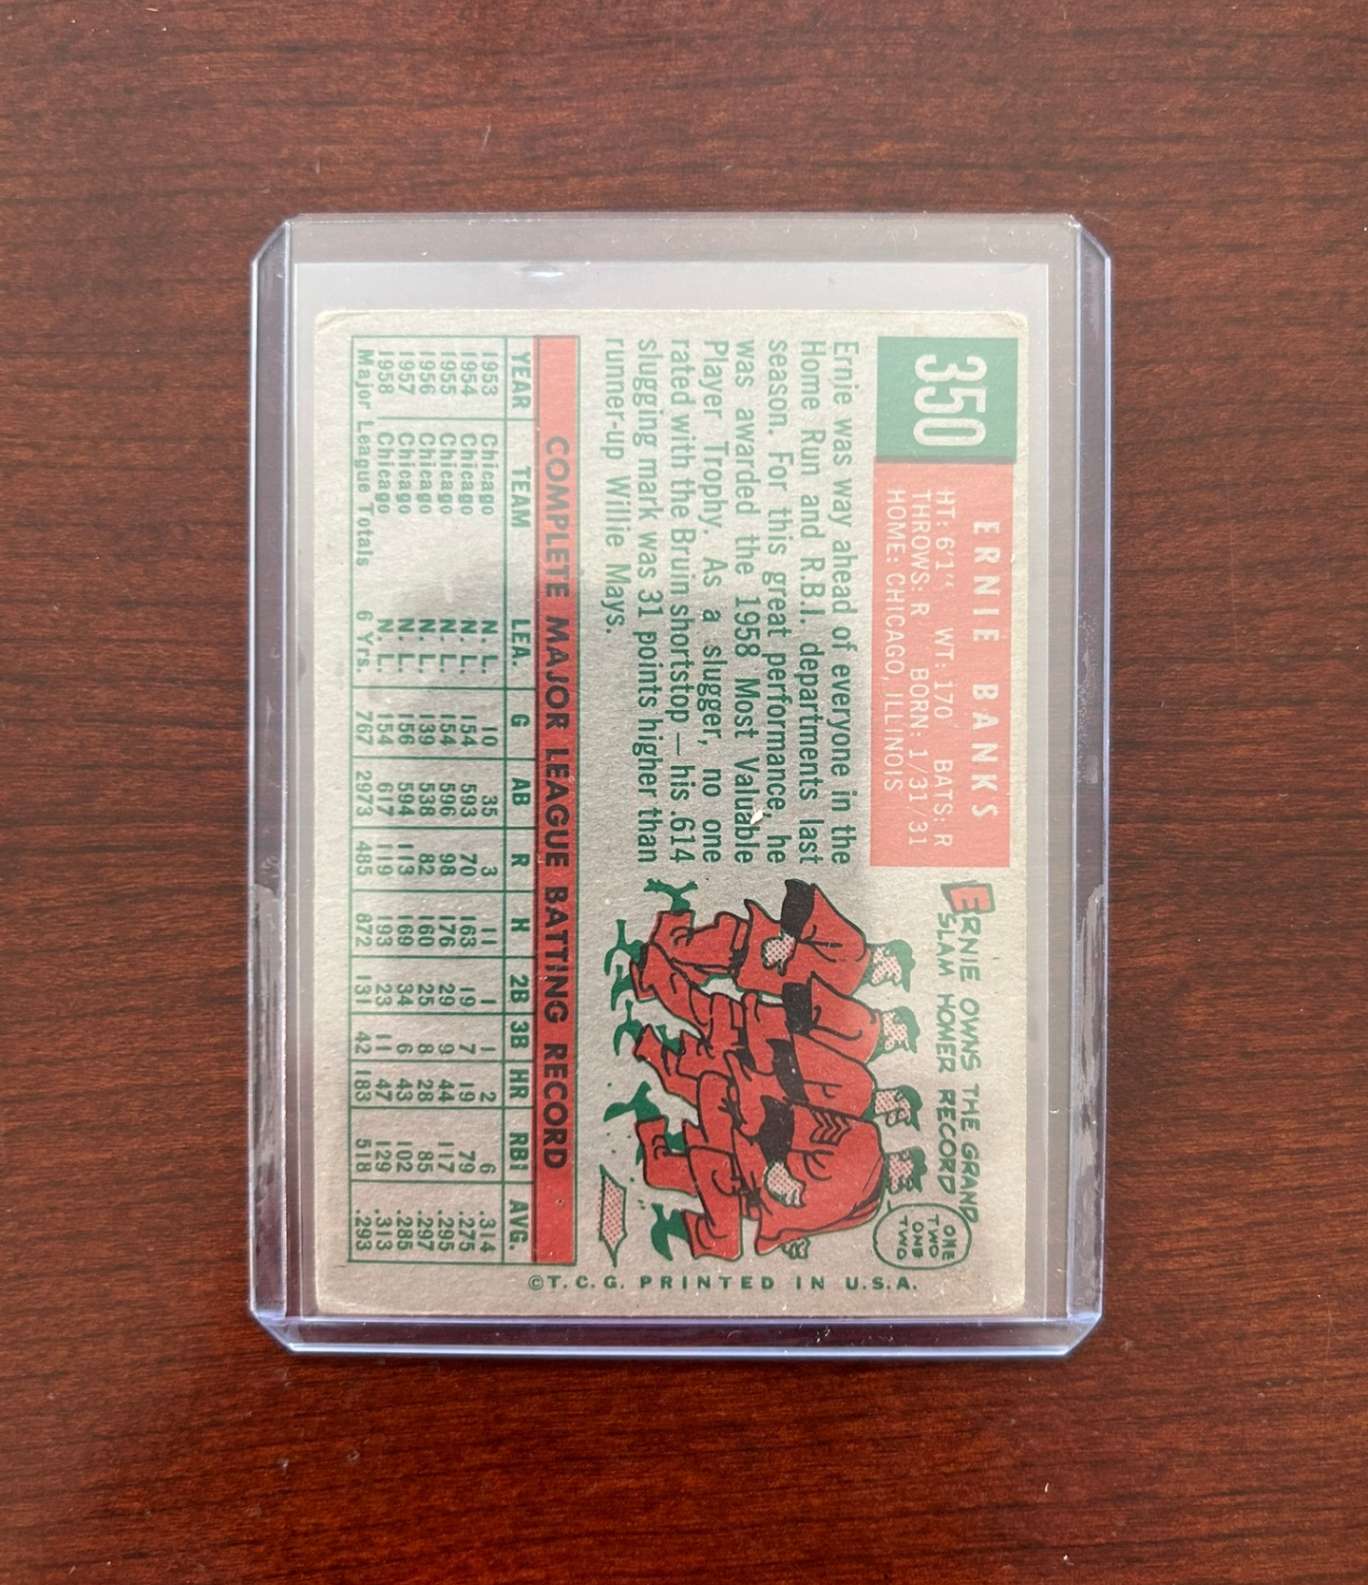 350
ERNIE BANKS
HT: 6'1" WT: 170 BATS: R
THROWS: R BORN: 1/31/31
HOME: CHICAGO, ILLINOIS
ERNIE OWNS THE GRAND
SLAM HOMER RECORD
ONE
TWO
ONE
TWO
Ernie was way ahead of everyone in the
Home Run and R.B.I. departments last
season. For this great performance, he
was awarded the 1958 Most Valuable
Player Trophy. As a slugger, no one
rated with the Bruin shortstop — his .614
slugging mark was 31 points higher than
runner-up Willie Mays.
COMPLETE MAJOR LEAGUE BATTING RECORD
YEAR TEAM LEA. G AB R H 2B 3B HR RBI AVG.
1953 Chicago N. L. 10 35 3 11 1 1 2 6 .314
1954 Chicago N. L. 154 593 70 163 19 7 19 79 .275
1955 Chicago N. L. 154 596 98 176 29 9 44 117 .295
1956 Chicago N. L. 139 538 82 160 25 8 28 85 .297
1957 Chicago N. L. 156 594 113 169 34 6 43 102 .285
1958 Chicago N. L. 154 617 119 193 23 11 47 129 .313
Major League Totals 6 Yrs. 767 2973 485 872 131 42 183 518 .293
©T.C.G. PRINTED IN U.S.A.